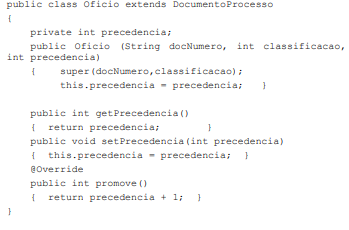 public class Oficio extends DocumentoProcesso
{
private int precedencia;
public Oficio (String docNumero, int classificacao,
int precedencia)
{ super(docNumero,classificacao);
this.precedencia = precedencia; }
public int getPrecedencia()
{ return precedencia; }
public void setPrecedencia(int precedencia)
{ this.precedencia = precedencia; }
@Override
public int promove()
{ return precedencia + 1; }
}